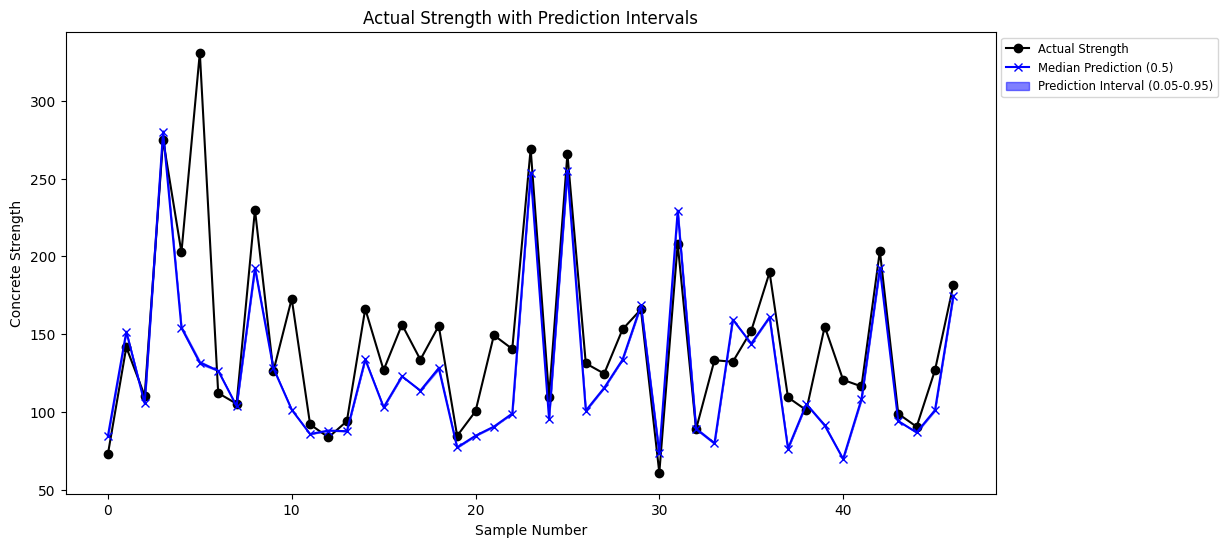 Actual Strength with Prediction Intervals
Actual Strength
Median Prediction (0.5)
Prediction Interval (0.05-0.95)
Concrete Strength
300
250
200
150
100
50
0
10
20
30
40
Sample Number